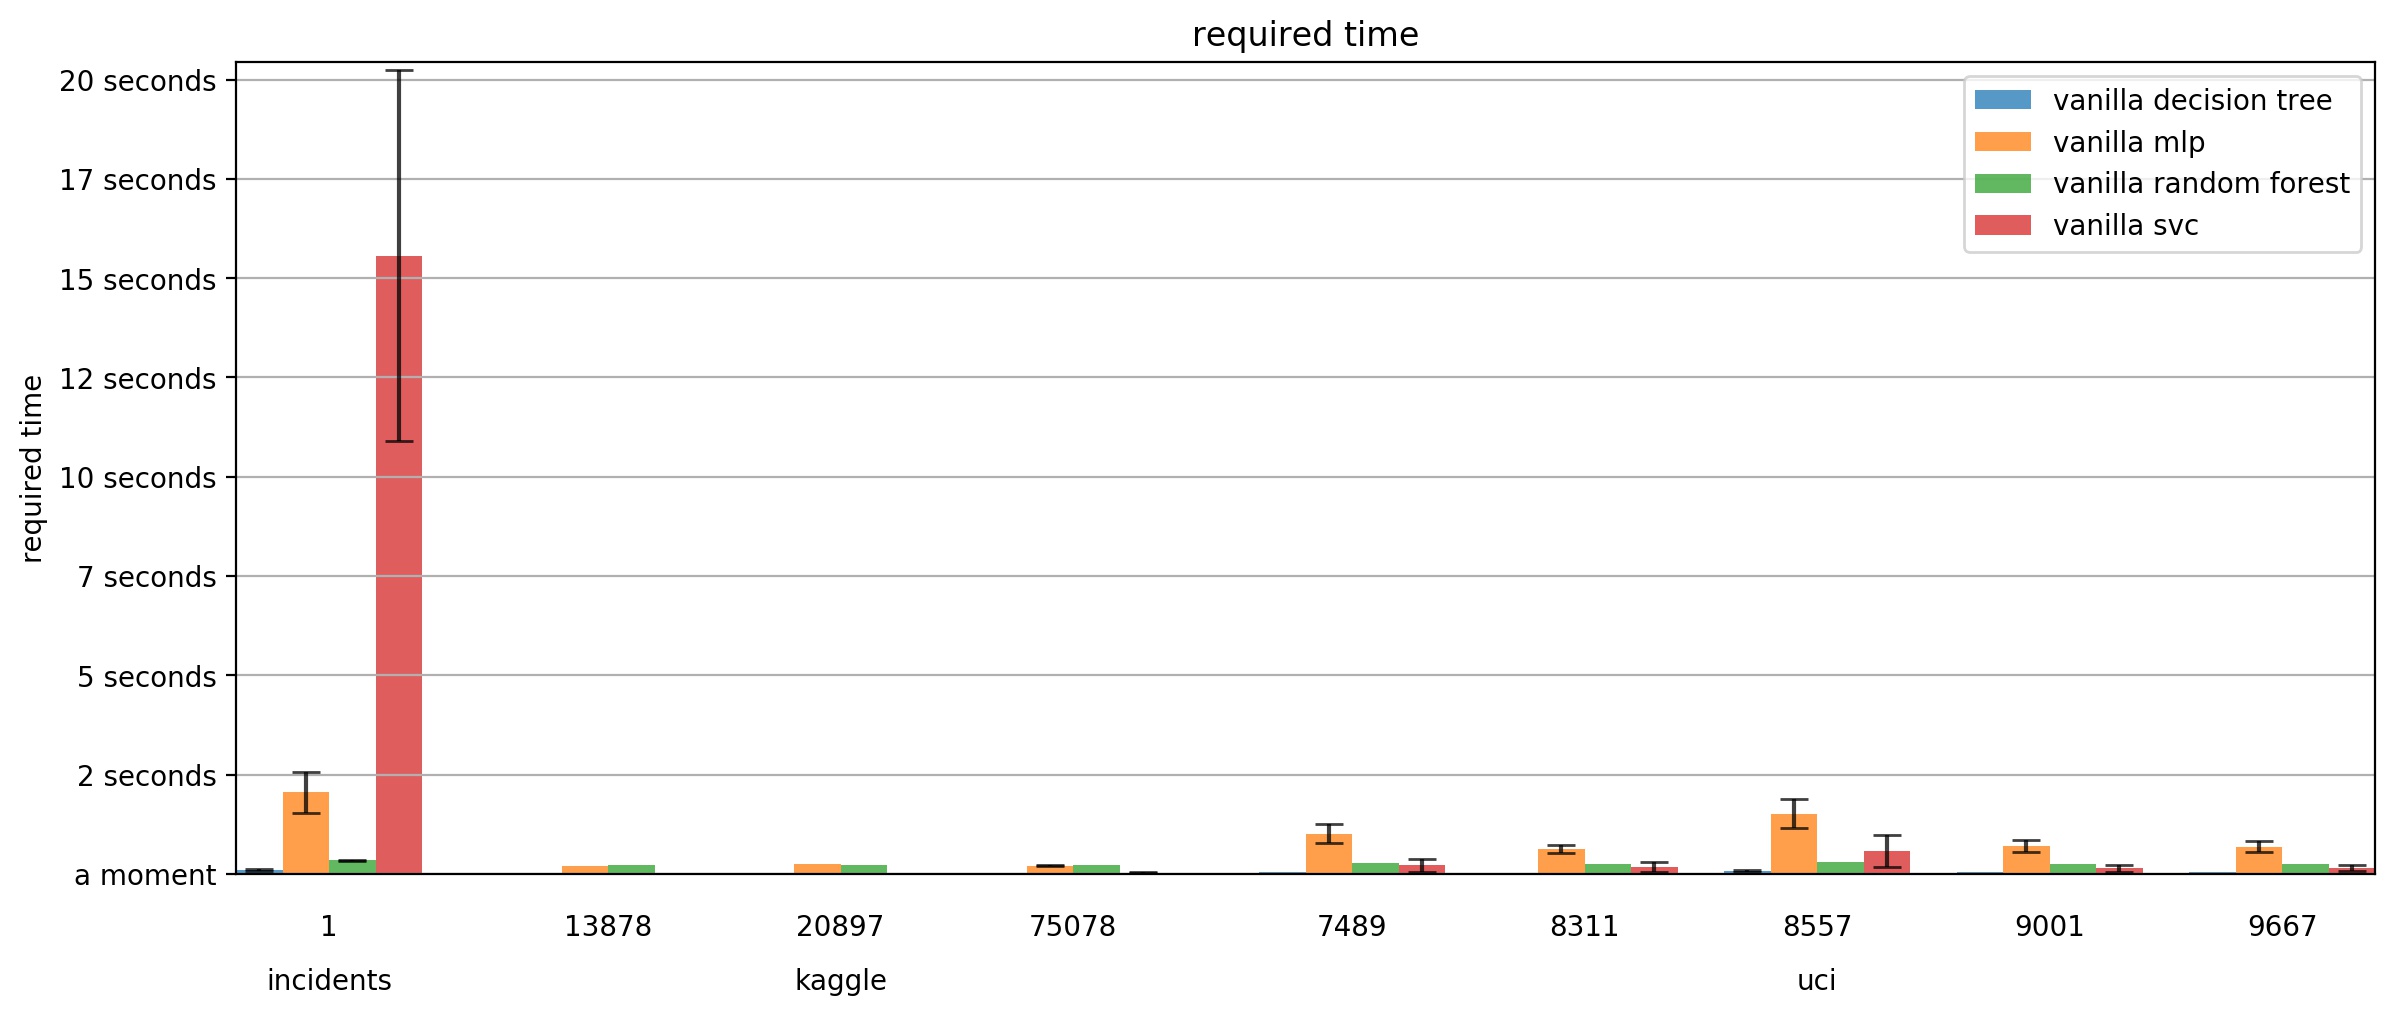 required time
20 seconds
17 seconds
15 seconds
12 seconds
10 seconds
7 seconds
5 seconds
2 seconds
a moment
required time
vanilla decision tree
vanilla mlp
vanilla random forest
vanilla svc
1 13878 20897 75078 7489 8311 8557 9001 9667
incidents kaggle uci